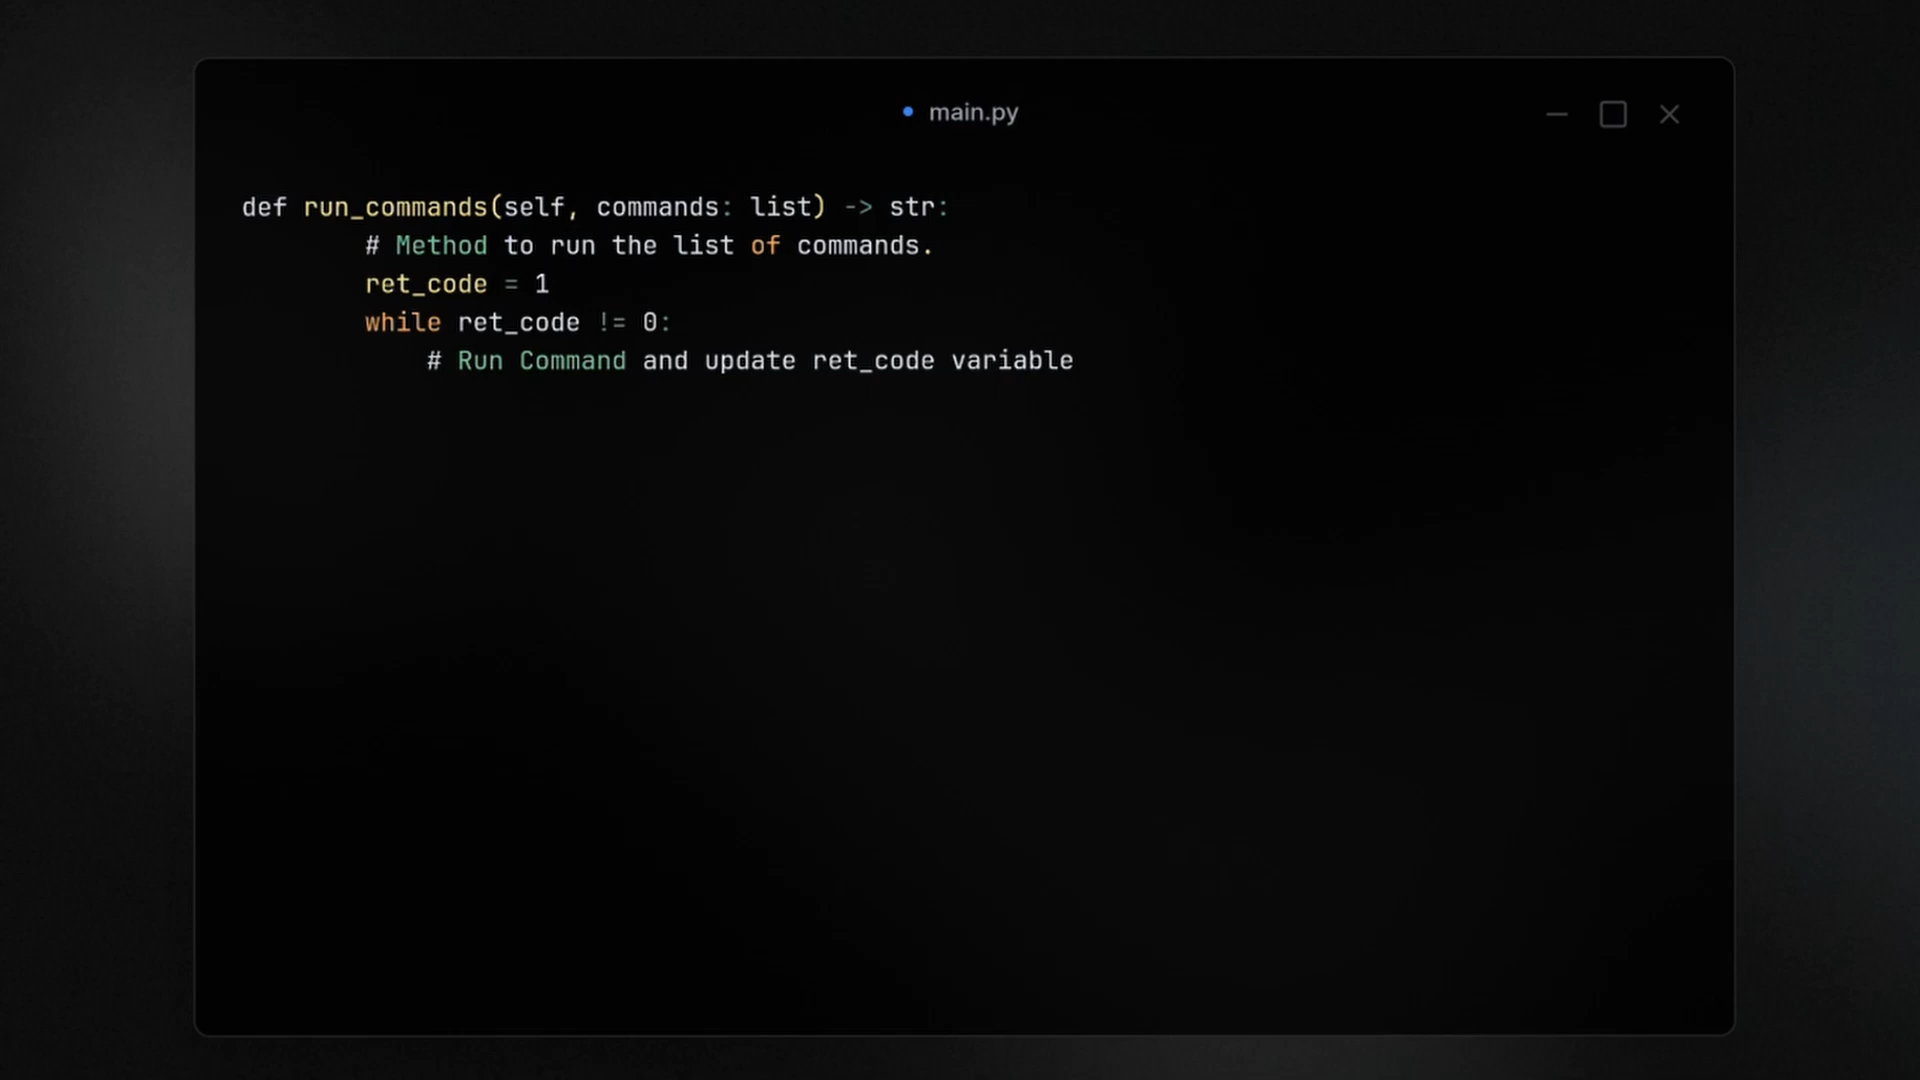 main.py
def run_commands(self, commands: list) -> str:
        # Method to run the list of commands.
        ret_code = 1
        while ret_code != 0:
            # Run Command and update ret_code variable